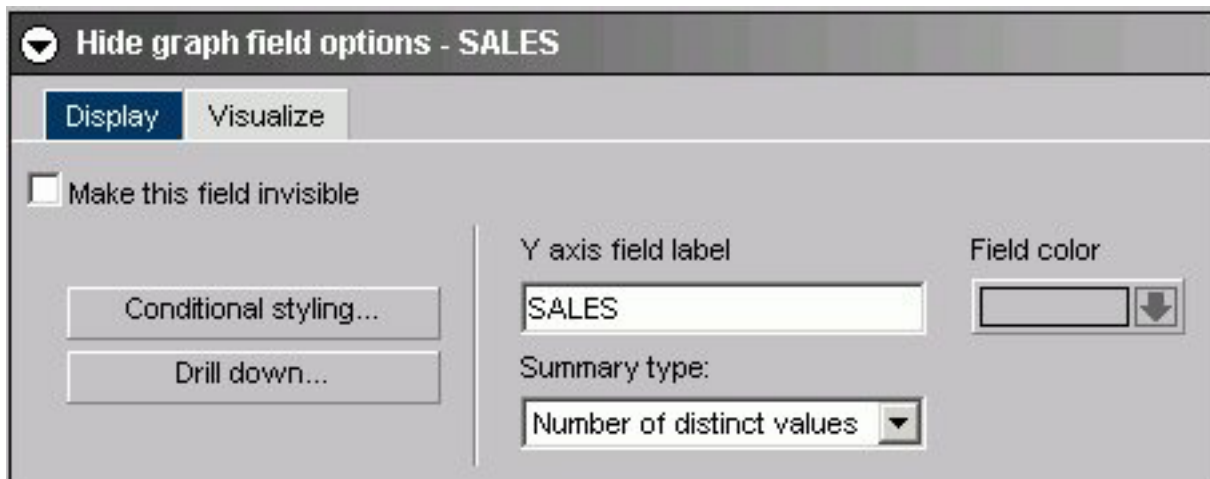 Hide graph field options - SALES
Display
Visualize
Make this field invisible
Conditional styling...
Drill down...
Y axis field label
SALES
Field color
Summary type:
Number of distinct values